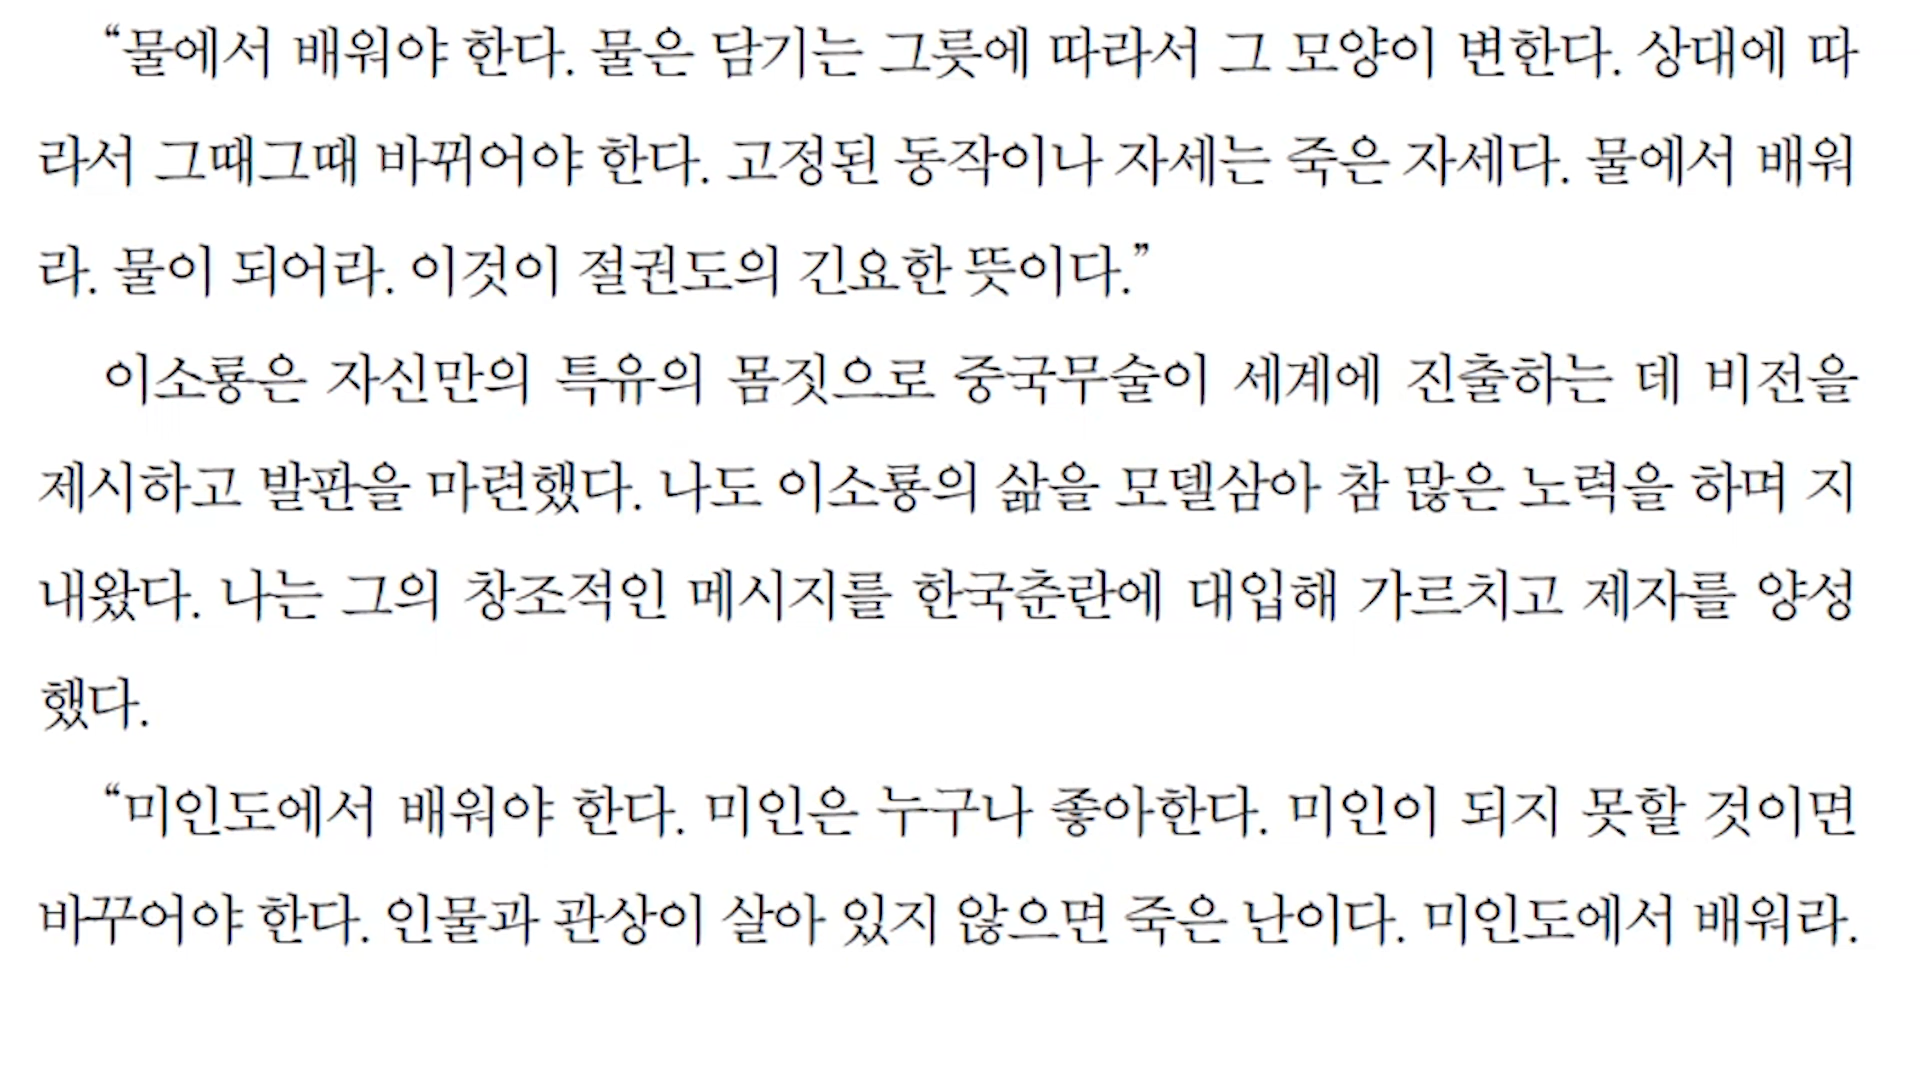 “물에서 배워야 한다. 물은 담기는 그릇에 따라서 그 모양이 변한다. 상대에 따
라서 그때그때 바뀌어야 한다. 고정된 동작이나 자세는 죽은 자세다. 물에서 배워
라. 물이 되어라. 이것이 절권도의 긴요한 뜻이다.”
이소룡은 자신만의 특유의 몸짓으로 중국무술이 세계에 진출하는 데 비전을
제시하고 발판을 마련했다. 나도 이소룡의 삶을 모델삼아 참 많은 노력을 하며 지
내왔다. 나는 그의 창조적인 메시지를 한국춘란에 대입해 가르치고 제자를 양성
했다.
“미인도에서 배워야 한다. 미인은 누구나 좋아한다. 미인이 되지 못할 것이면
바꾸어야 한다. 인물과 관상이 살아 있지 않으면 죽은 난이다. 미인도에서 배워라.